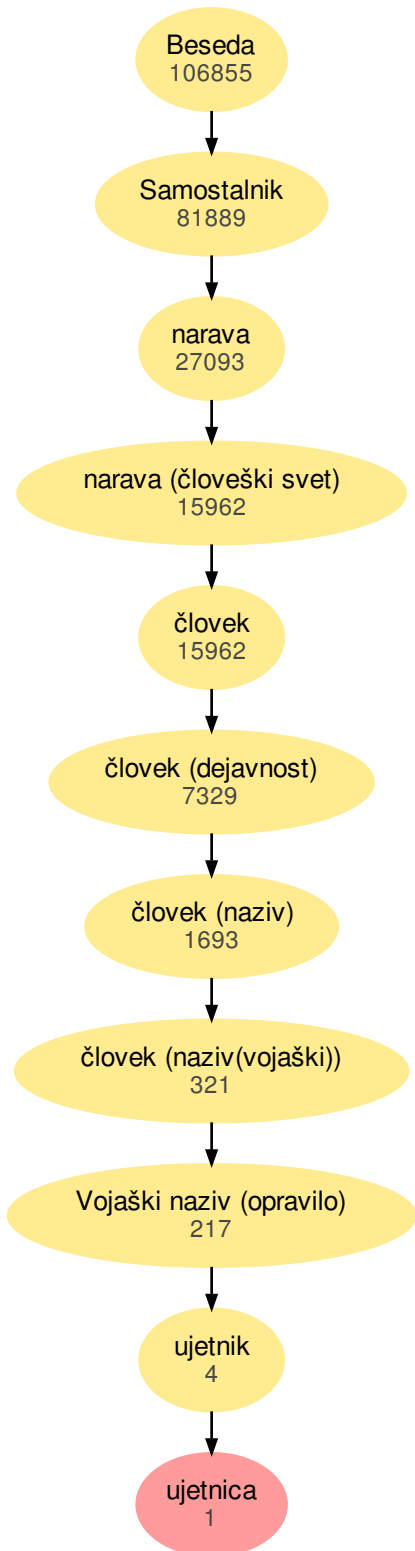 Beseda
106855
Samostalnik
81889
narava
27093
narava (človeški svet)
15962
človek
15962
človek (dejavnost)
7329
človek (naziv)
1693
človek (naziv(vojaški))
321
Vojaški naziv (opravilo)
217
ujetnik
4
ujetnica
1